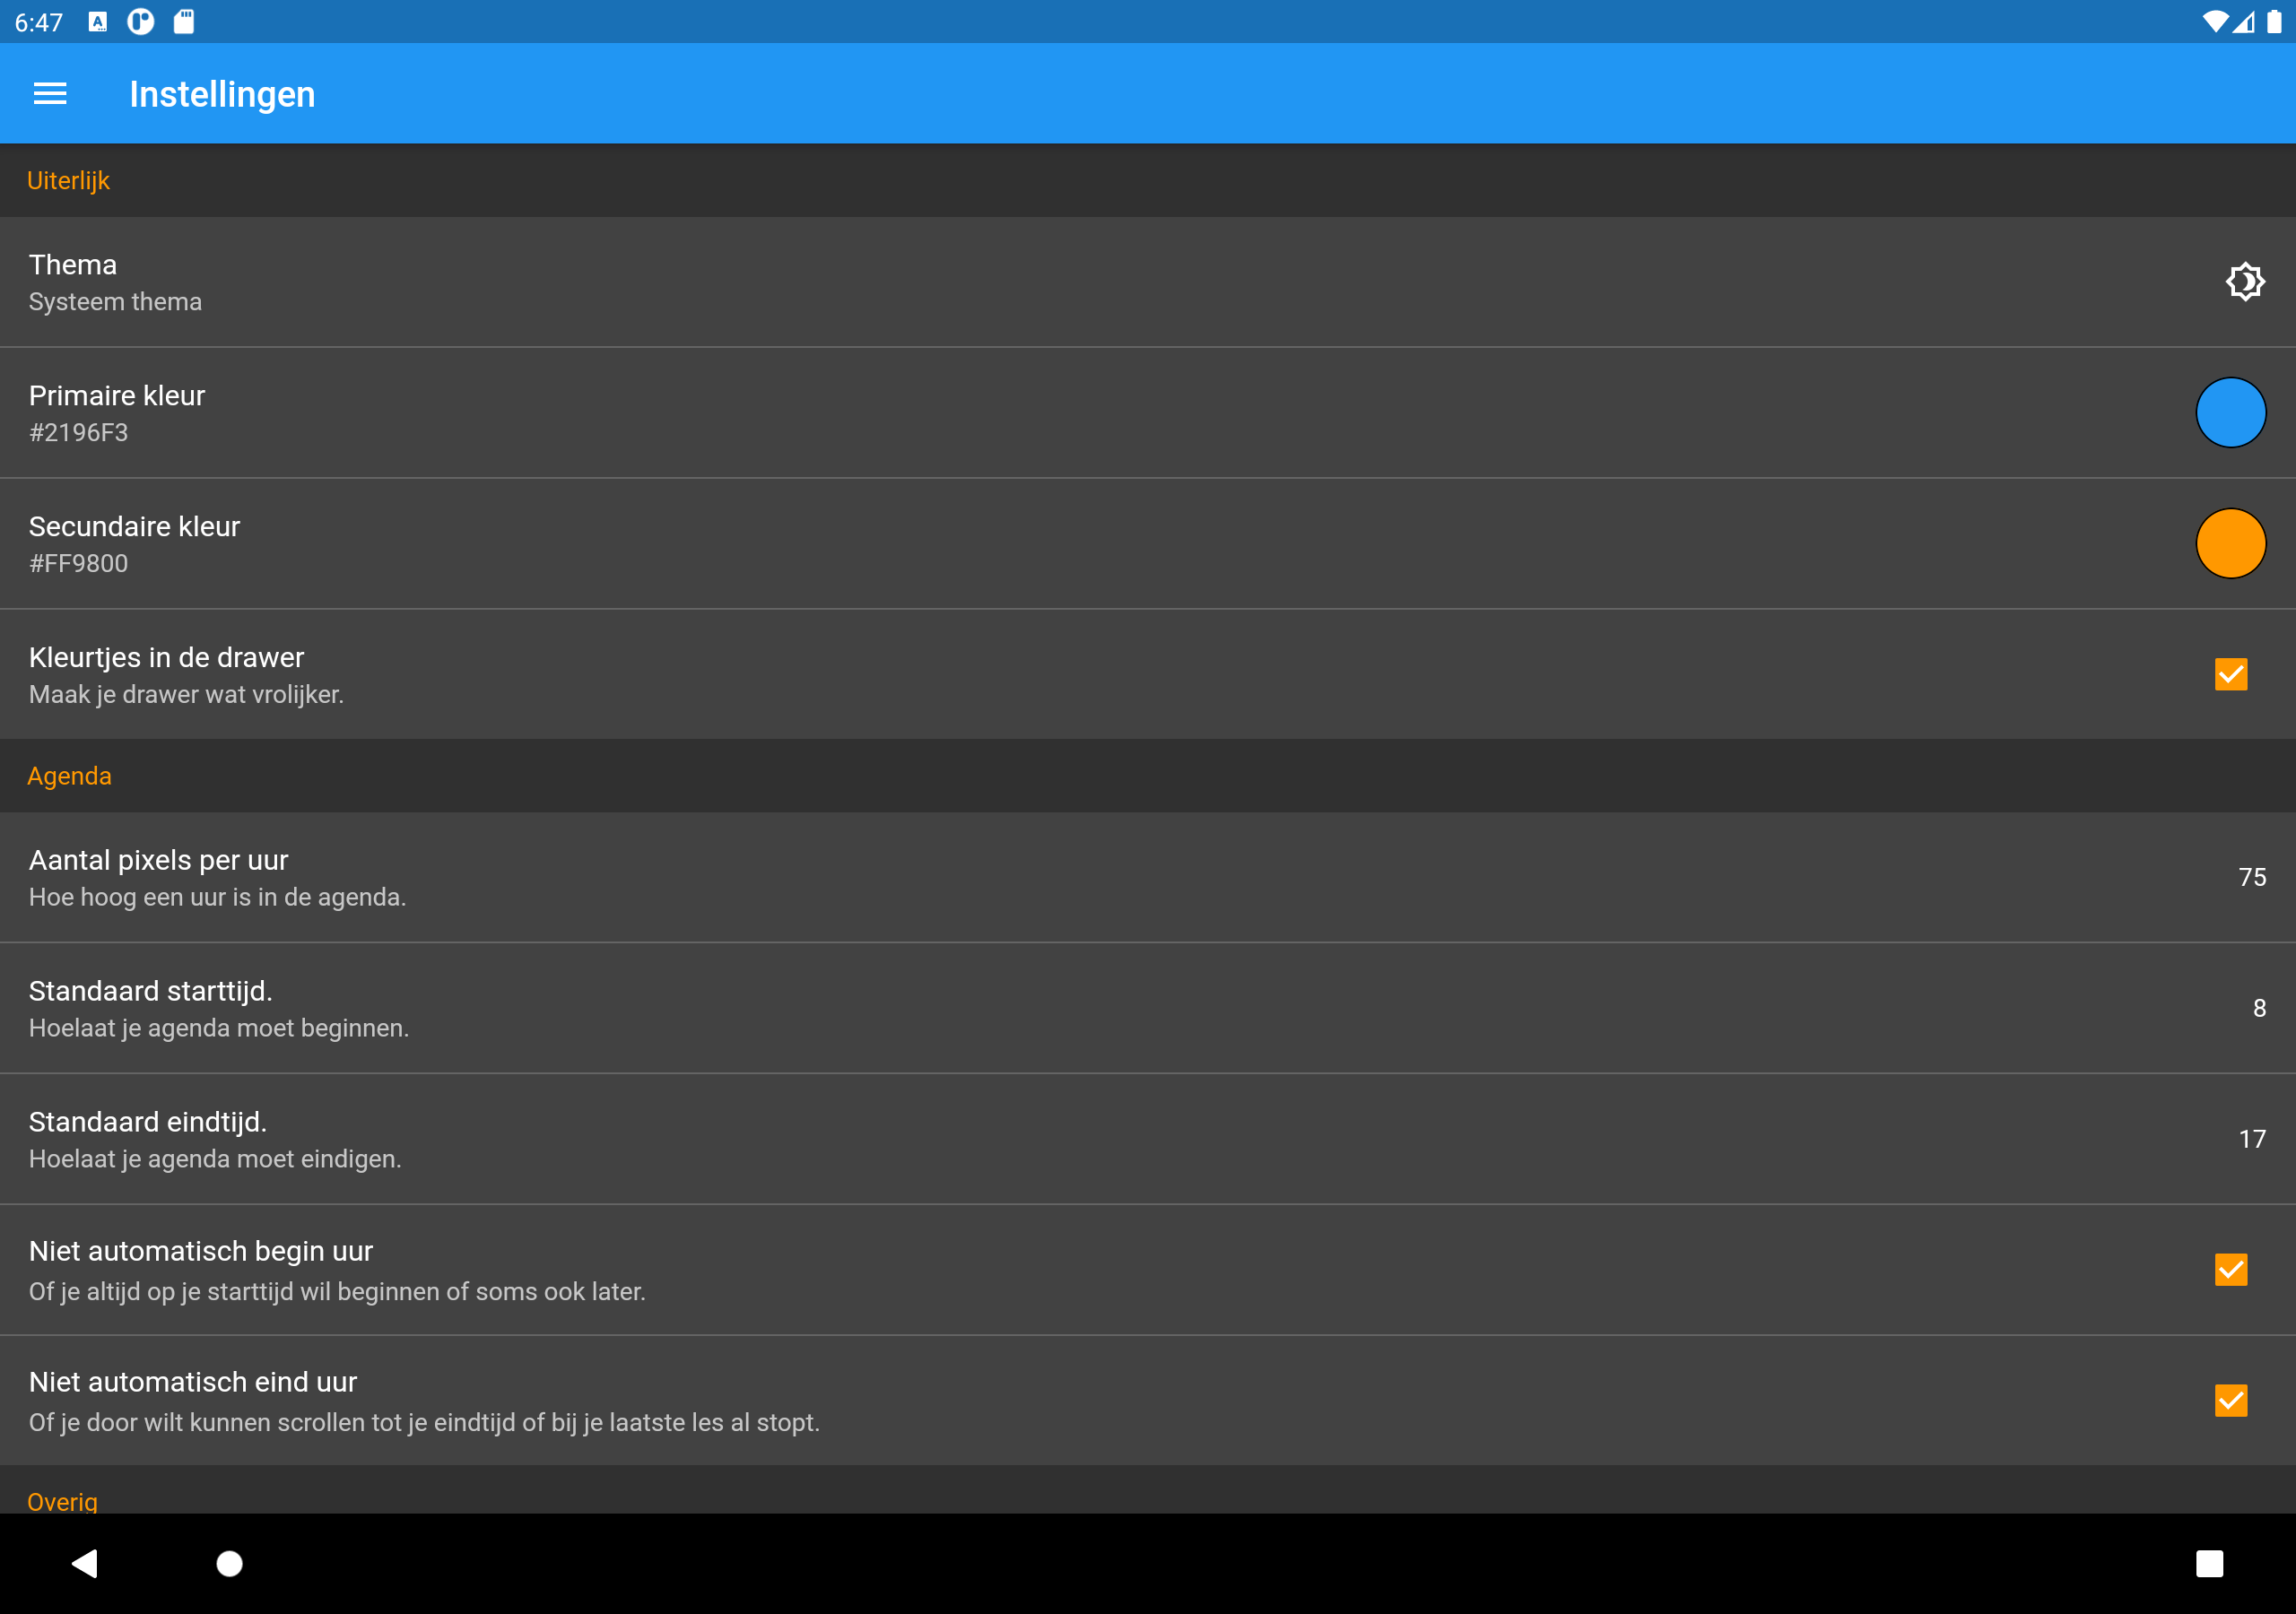 6:47
Instellingen
Uiterlijk
Thema
Systeem thema
Primaire kleur
#2196F3
Secundaire kleur
#FF9800
Kleurtjes in de drawer
Maak je drawer wat vrolijker.
Agenda
Aantal pixels per uur
Hoe hoog een uur is in de agenda.
75
Standaard starttijd.
Hoelaat je agenda moet beginnen.
8
Standaard eindtijd.
Hoelaat je agenda moet eindigen.
17
Niet automatisch begin uur
Of je altijd op je starttijd wil beginnen of soms ook later.
Niet automatisch eind uur
Of je door wilt kunnen scrollen tot je eindtijd of bij je laatste les al stopt.
Overig